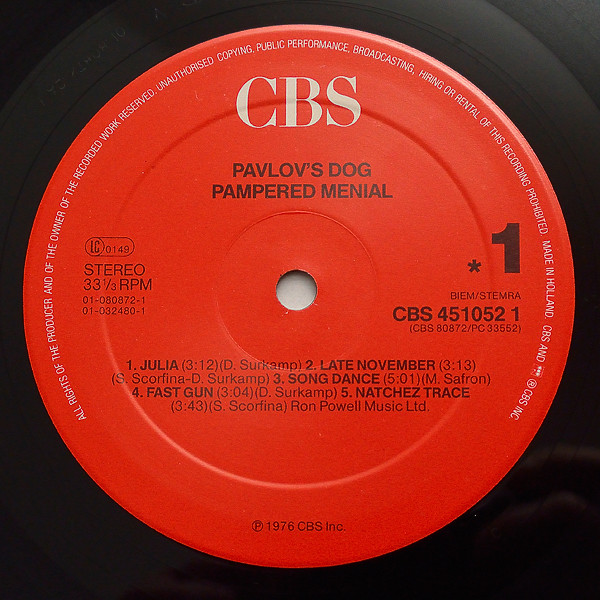 ALL RIGHTS OF THE PRODUCER AND OF THE OWNER OF THE RECORDED WORK RESERVED. UNAUTHORISED COPYING, PUBLIC PERFORMANCE, BROADCASTING, HIRING OR RENTAL OF THIS RECORDING PROHIBITED. MADE IN HOLLAND. CBS AND ℗ CBS INC.
CBS
PAVLOV'S DOG
PAMPERED MENIAL
LC 0149
STEREO
33 1/3 RPM
01-080872-1
01-032480-1
* 1
BIEM/STEMRA
CBS 451052 1
(CBS 80872/PC 33552)
1. JULIA (3:12)(D. Surkamp) 2. LATE NOVEMBER (3:13)
(S. Scorfina-D. Surkamp) 3. SONG DANCE (5:01)(M. Safron)
4. FAST GUN (3:04)(D. Surkamp) 5. NATCHEZ TRACE
(3:43)(S. Scorfina) Ron Powell Music Ltd.
℗ 1976 CBS Inc.